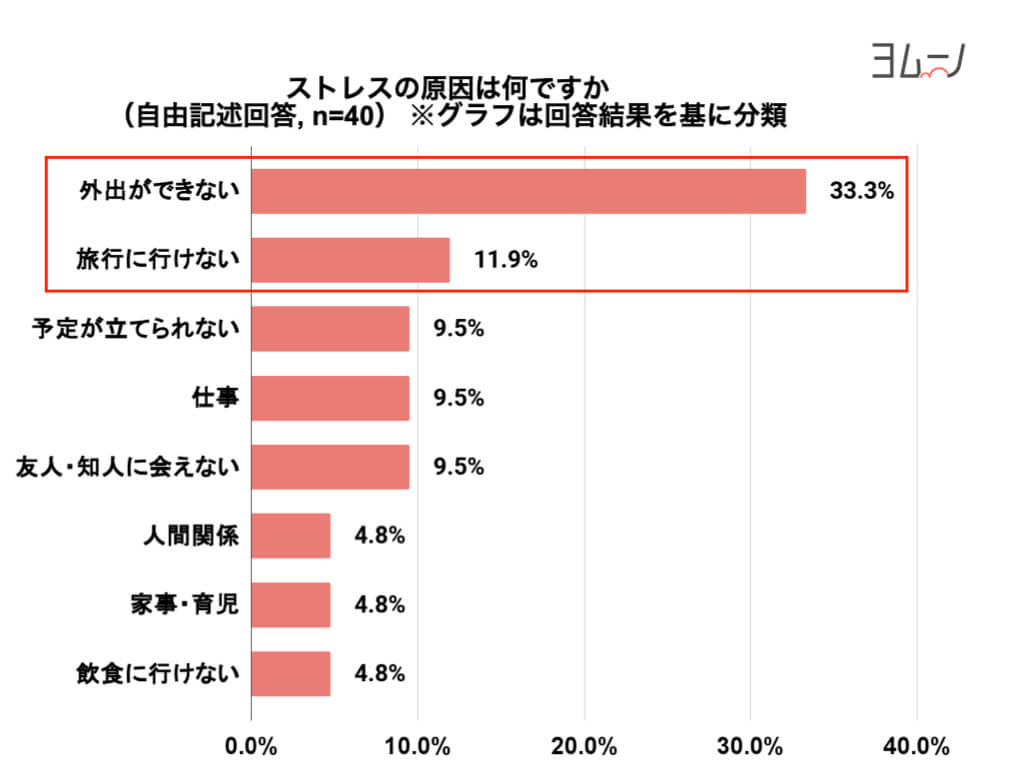 ヨムーノ
ストレスの原因は何ですか
（自由記述回答, n=40） ※グラフは回答結果を基に分類
外出ができない 33.3%
旅行に行けない 11.9%
予定が立てられない 9.5%
仕事 9.5%
友人・知人に会えない 9.5%
人間関係 4.8%
家事・育児 4.8%
飲食に行けない 4.8%
0.0% 10.0% 20.0% 30.0% 40.0%